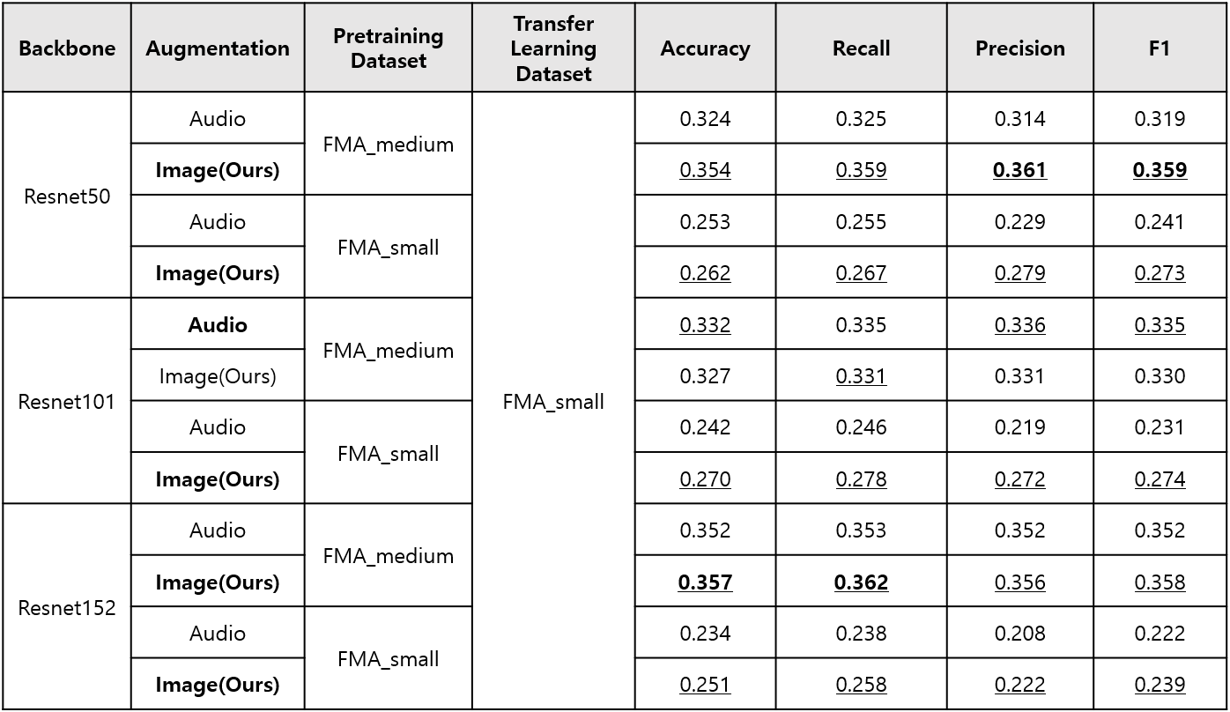 Backbone Augmentation Pretraining Dataset Transfer Learning Dataset Accuracy Recall Precision F1
Resnet50 Audio FMA_medium FMA_small 0.324 0.325 0.314 0.319
Image(Ours) 0.354 0.359 0.361 0.359
Audio FMA_small 0.253 0.255 0.229 0.241
Image(Ours) 0.262 0.267 0.279 0.273
Resnet101 Audio FMA_medium 0.332 0.335 0.336 0.335
Image(Ours) 0.327 0.331 0.331 0.330
Audio FMA_small 0.242 0.246 0.219 0.231
Image(Ours) 0.270 0.278 0.272 0.274
Resnet152 Audio FMA_medium 0.352 0.353 0.352 0.352
Image(Ours) 0.357 0.362 0.356 0.358
Audio FMA_small 0.234 0.238 0.208 0.222
Image(Ours) 0.251 0.258 0.222 0.239